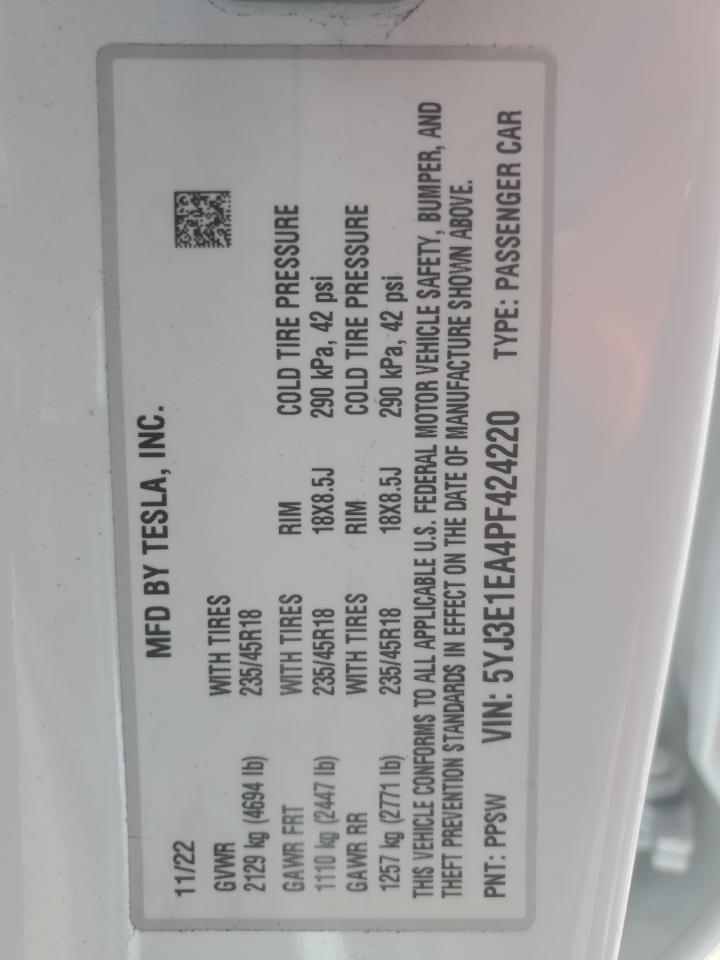 MFD BY TESLA, INC.
11/22
GVWR WITH TIRES
2129 kg (4694 lb) 235/45R18
GAWR FRT WITH TIRES RIM COLD TIRE PRESSURE
1110 kg (2447 lb) 235/45R18 18X8.5J 290 kPa, 42 psi
GAWR RR WITH TIRES RIM COLD TIRE PRESSURE
1257 kg (2771 lb) 235/45R18 18X8.5J 290 kPa, 42 psi
THIS VEHICLE CONFORMS TO ALL APPLICABLE U.S. FEDERAL MOTOR VEHICLE SAFETY, BUMPER, AND
THEFT PREVENTION STANDARDS IN EFFECT ON THE DATE OF MANUFACTURE SHOWN ABOVE.
PNT: PPSW VIN: 5YJ3E1EA4PF424220 TYPE: PASSENGER CAR